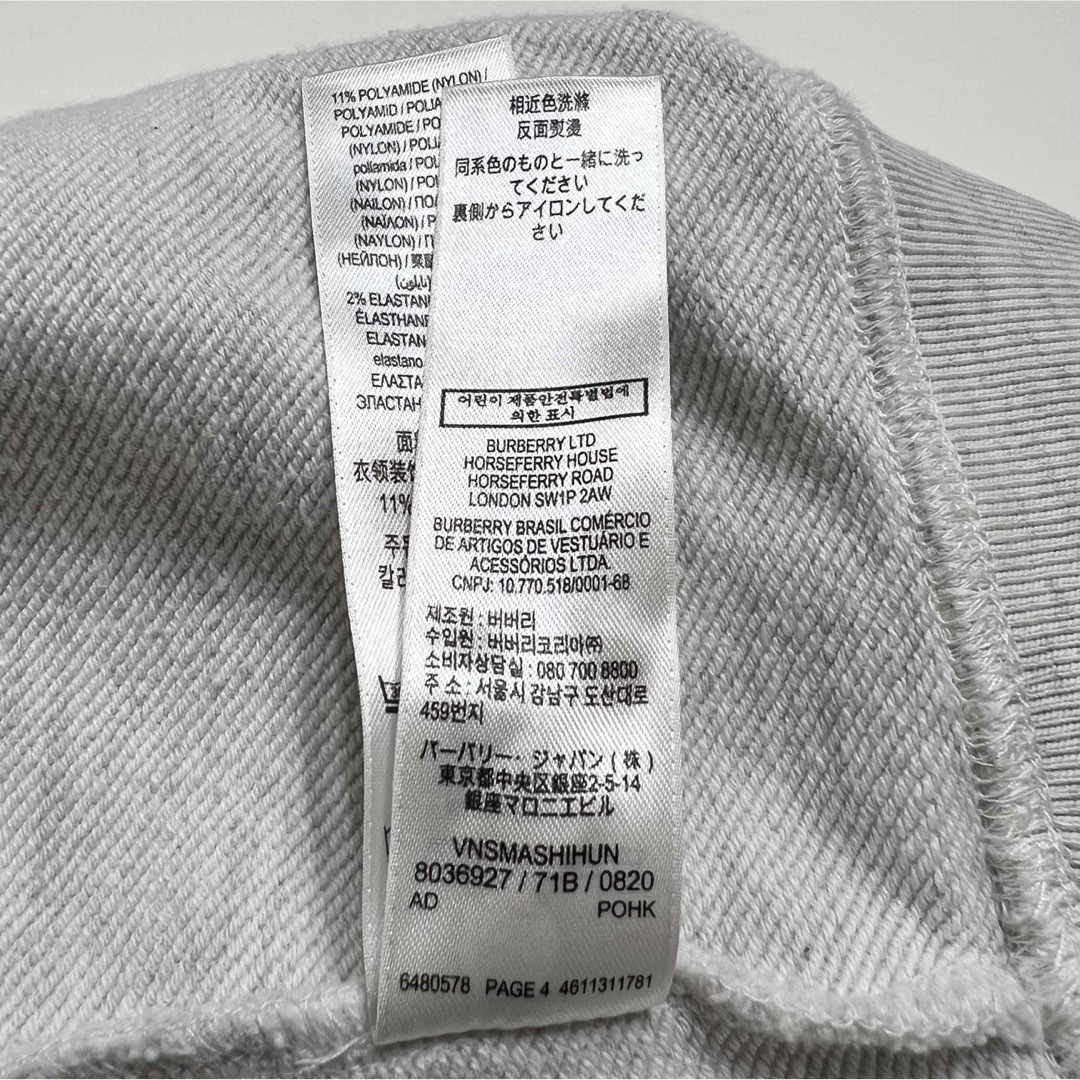 11% POLYAMIDE (NYLON) /
POLYAMID / POLIA
POLYAMIDE / PO
(NYLON) / POLIA
poliamida / POL
(NYLON) / POI
(NAILON) / ПО
(ΝΑΪΛΟΝ) / P
(NAYLON) / П
(НЕЙЛОН) / 聚
(نايلون)
2% ELASTAN
ÉLASTHANE
ELASTAN
elastano
ΕΛΑΣΤΑ
ЭЛАСТАН
面
衣领装饰
11%
주
칼라
相近色洗滌
反面熨燙
同系色のものと一緒に洗っ
てください
裏側からアイロンしてくだ
さい
어린이 제품안전특별법에
의한 표시
BURBERRY LTD
HORSEFERRY HOUSE
HORSEFERRY ROAD
LONDON SW1P 2AW
BURBERRY BRASIL COMÉRCIO
DE ARTIGOS DE VESTUÁRIO E
ACESSÓRIOS LTDA.
CNPJ: 10.770.518/0001-68
제조원 : 버버리
수입원 : 버버리코리아㈜
소비자상담실 : 080 700 8800
주 소 : 서울시 강남구 도산대로
459번지
バーバリー・ジャパン ( 株 )
東京都中央区銀座2-5-14
銀座マロニエビル
VNSMASHIHUN
8036927 / 71B / 0820
AD POHK
6480578 PAGE 4 4611311781